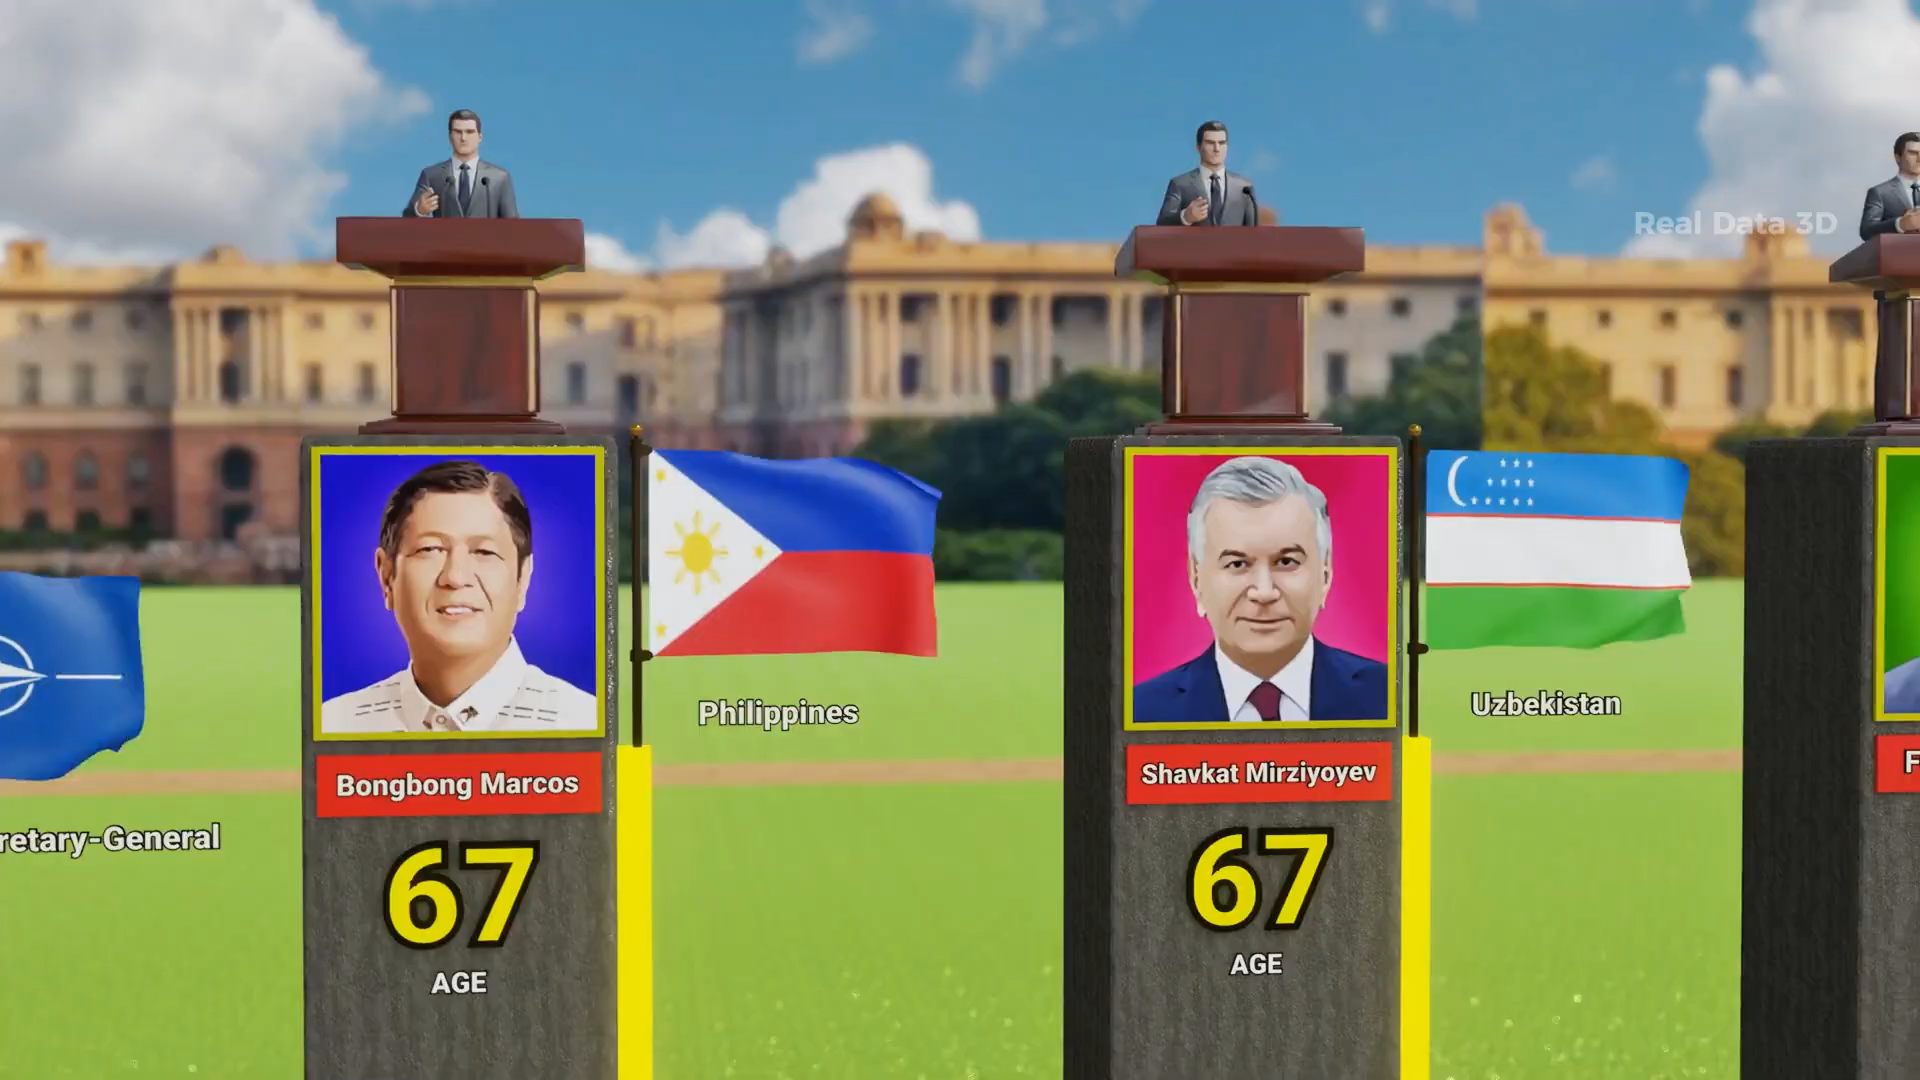 Real Data 3D
Philippines
Uzbekistan
Bongbong Marcos
Shavkat Mirziyoyev
retary-General
67
67
AGE
AGE
F